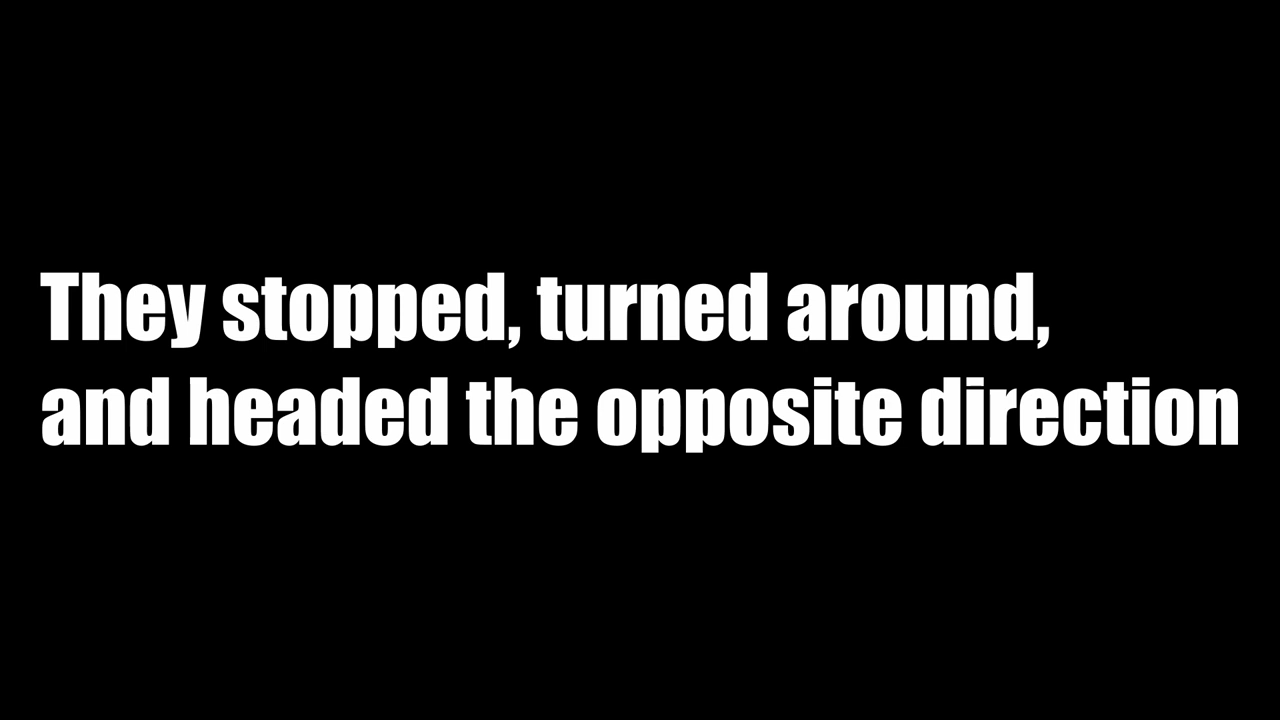 They stopped, turned around,
and headed the opposite direction